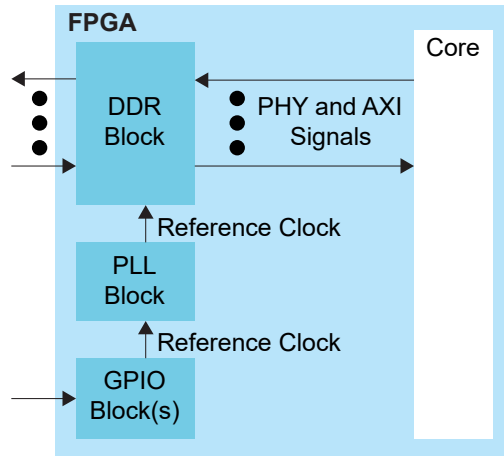 FPGA
Core
DDR
Block
PHY and AXI
Signals
Reference Clock
PLL
Block
Reference Clock
GPIO
Block(s)